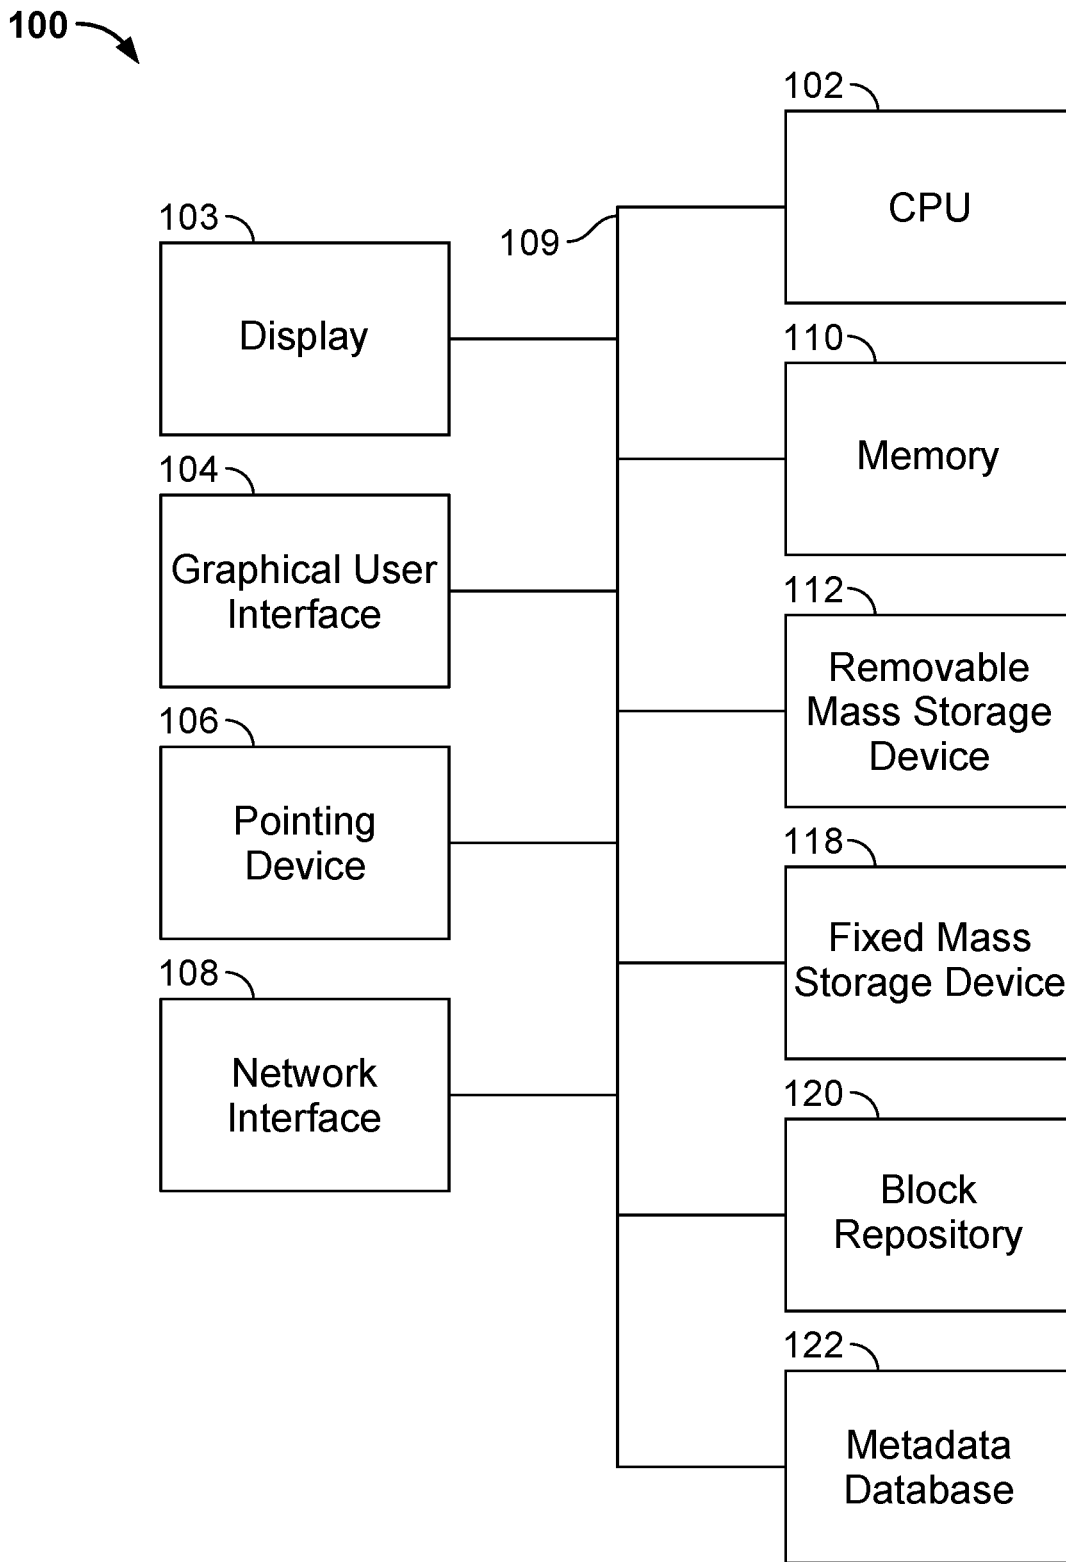 100
102
CPU
103
Display
109
110
Memory
104
Graphical User
Interface
112
Removable
Mass Storage
Device
106
Pointing
Device
118
Fixed Mass
Storage Device
108
Network
Interface
120
Block
Repository
122
Metadata
Database